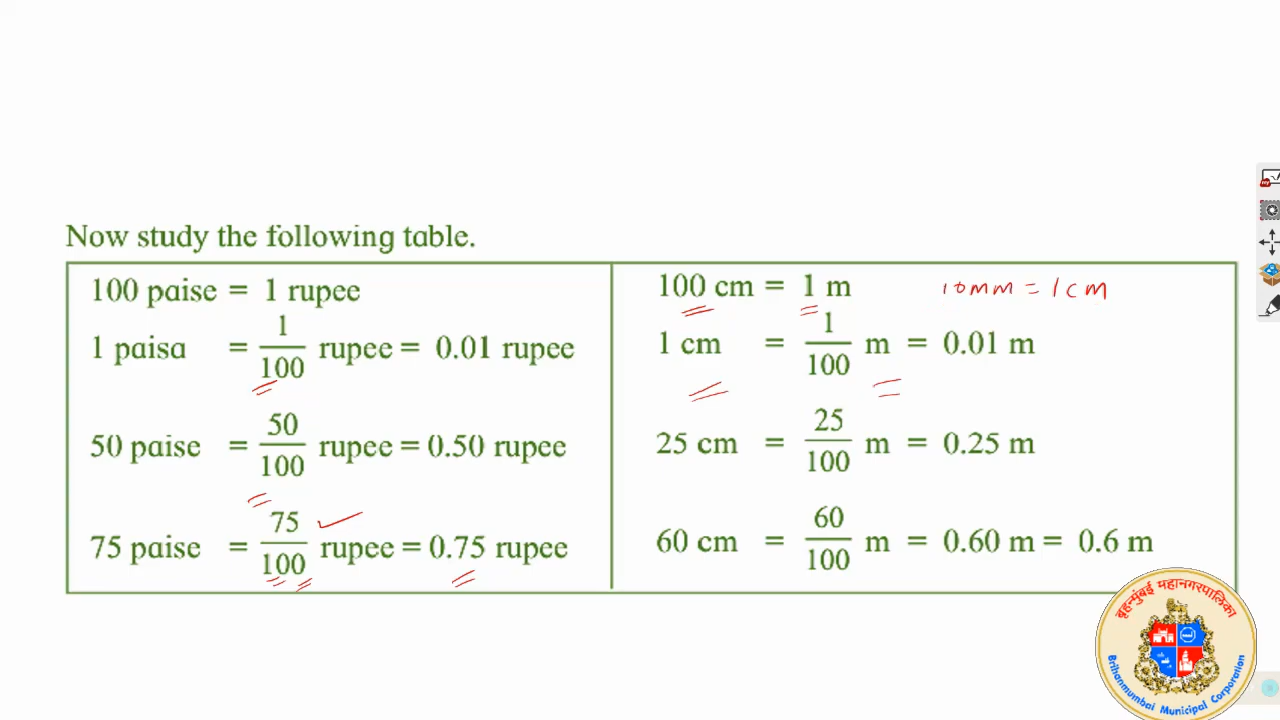 Now study the following table.
100 paise = 1 rupee
1 paisa = 1/100 rupee = 0.01 rupee
50 paise = 50/100 rupee = 0.50 rupee
75 paise = 75/100 rupee = 0.75 rupee
100 cm = 1 m 10mm = 1cm
1 cm = 1/100 m = 0.01 m
25 cm = 25/100 m = 0.25 m
60 cm = 60/100 m = 0.60 m = 0.6 m
बृहन्मुंबई महानगरपालिका
Brihanmumbai Municipal Corporation